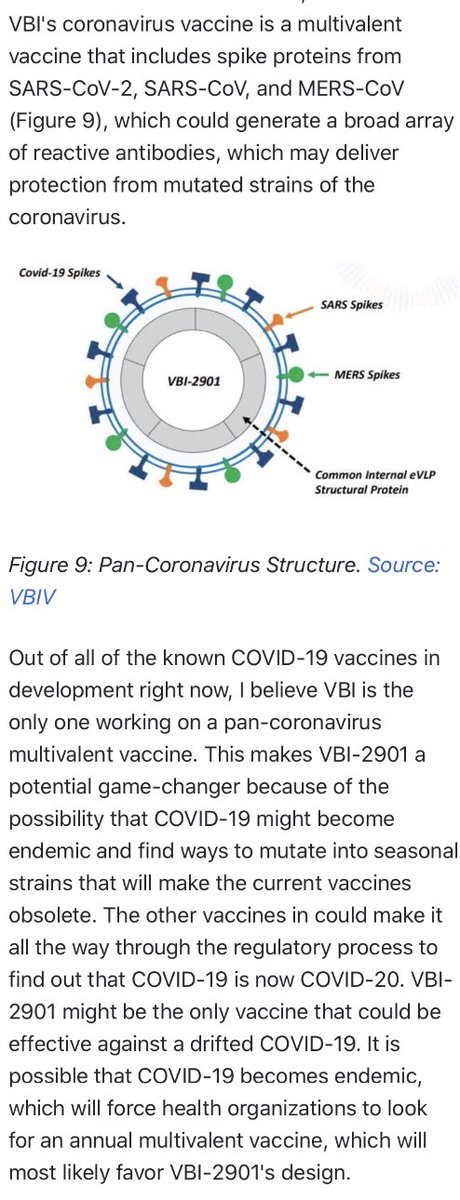 VBI's coronavirus vaccine is a multivalent
vaccine that includes spike proteins from
SARS-CoV-2, SARS-CoV, and MERS-CoV
(Figure 9), which could generate a broad array
of reactive antibodies, which may deliver
protection from mutated strains of the
coronavirus.
Covid-19 Spikes
SARS Spikes
MERS Spikes
VBI-2901
Common Internal eVLP
Structural Protein
Figure 9: Pan-Coronavirus Structure. Source:
VBIV
Out of all of the known COVID-19 vaccines in
development right now, I believe VBI is the
only one working on a pan-coronavirus
multivalent vaccine. This makes VBI-2901 a
potential game-changer because of the
possibility that COVID-19 might become
endemic and find ways to mutate into seasonal
strains that will make the current vaccines
obsolete. The other vaccines in could make it
all the way through the regulatory process to
find out that COVID-19 is now COVID-20. VBI-
2901 might be the only vaccine that could be
effective against a drifted COVID-19. It is
possible that COVID-19 becomes endemic,
which will force health organizations to look
for an annual multivalent vaccine, which will
most likely favor VBI-2901's design.